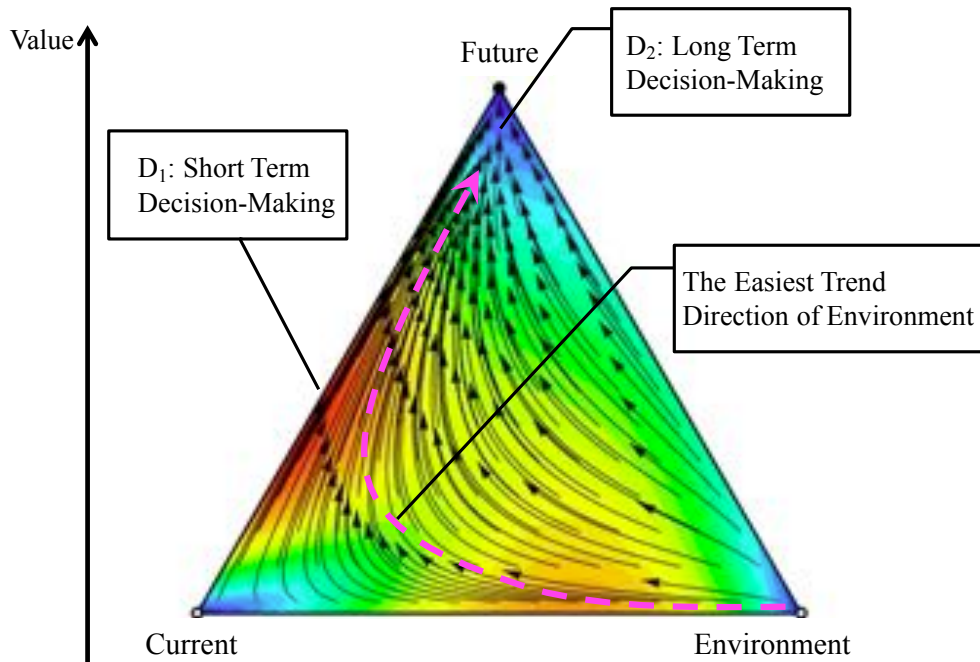 Value
Future
D₂: Long Term
Decision-Making
D₁: Short Term
Decision-Making
The Easiest Trend
Direction of Environment
Current
Environment